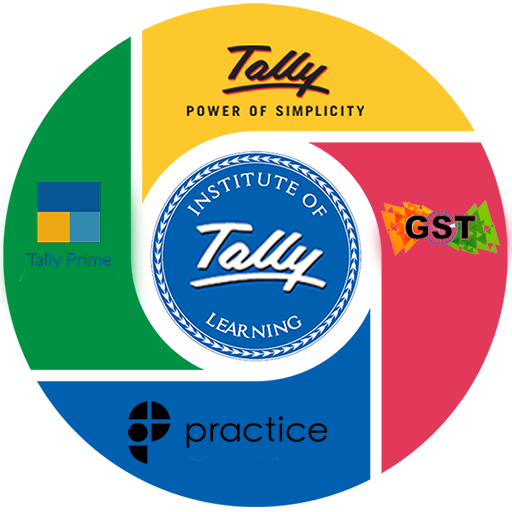 Tally
POWER OF SIMPLICITY
INSTITUTE OF
Tally
LEARNING
GST
Tally Prime
practice